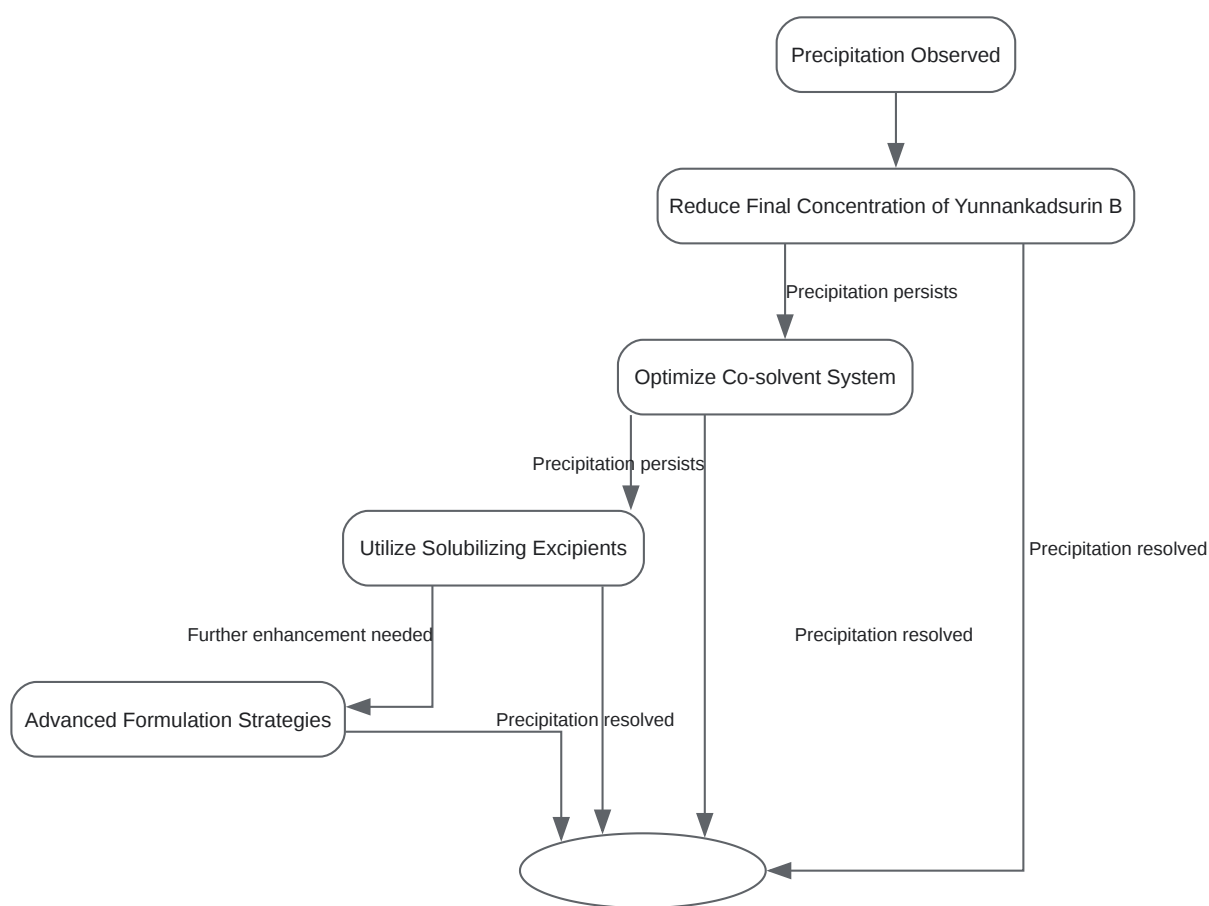 Precipitation Observed
Reduce Final Concentration of Yunnankadsurin B
Precipitation persists
Optimize Co-solvent System
Precipitation persists
Utilize Solubilizing Excipients
Precipitation resolved
Further enhancement needed
Precipitation resolved
Advanced Formulation Strategies
Precipitation resolved